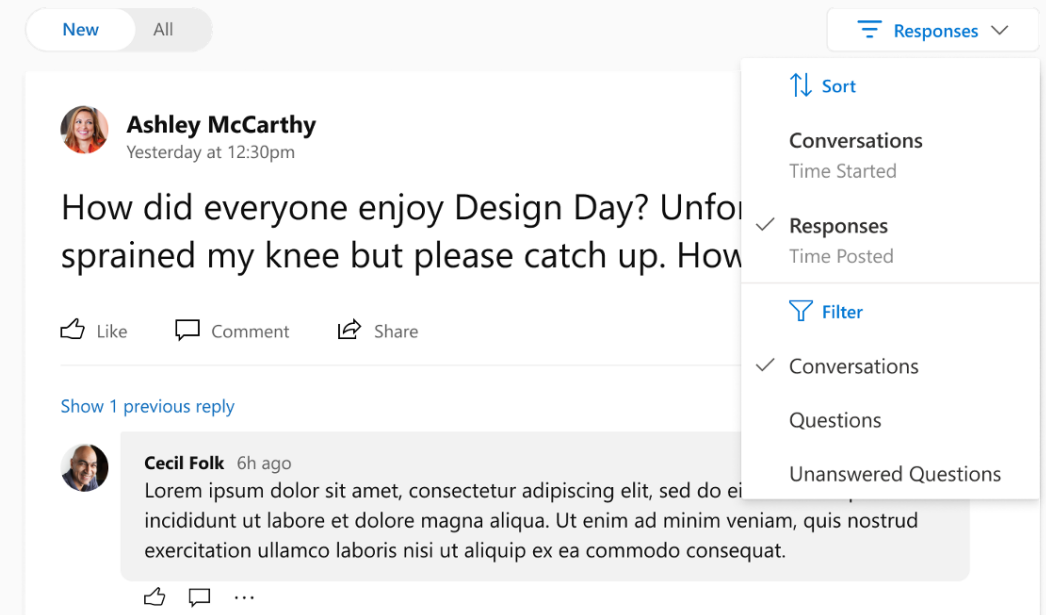 New All
Responses
Sort
Conversations
Time Started
Responses
Time Posted
Filter
Conversations
Questions
Unanswered Questions
Ashley McCarthy
Yesterday at 12:30pm
How did everyone enjoy Design Day?
sprained my knee but please catch up. How
Like Comment Share
Show 1 previous reply
Cecil Folk 6h ago
Lorem ipsum dolor sit amet, consectetur adipiscing elit, sed do
incididunt ut labore et dolore magna aliqua. Ut enim ad minim veniam, quis nostrud
exercitation ullamco laboris nisi ut aliquip ex ea commodo consequat.